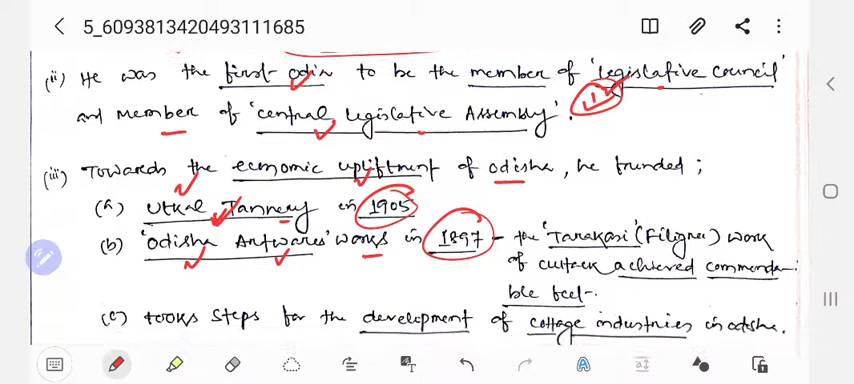 5_6093813420493111685
(ii) He was the first odia to be the member of 'Legislative council'
and member of 'central Legislative Assembly'.
(iii) Towards the economic upliftment of odisha, he funded;
(a) Utkal Tannery in 1905
(b) 'odisha Artwares' works in 1897 - the 'Tarakasi' (Filigree) work
of cuttack achieved commenda-
ble feet.
(c) tooks steps for the development of cottage industries in odisha.